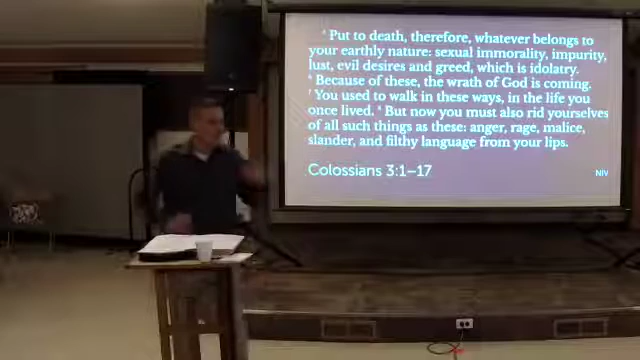 ⁵ Put to death, therefore, whatever belongs to
your earthly nature: sexual immorality, impurity,
lust, evil desires and greed, which is idolatry.
⁶ Because of these, the wrath of God is coming.
⁷ You used to walk in these ways, in the life you
once lived. ⁸ But now you must also rid yourselves
of all such things as these: anger, rage, malice,
slander, and filthy language from your lips.
Colossians 3:1–17
NIV